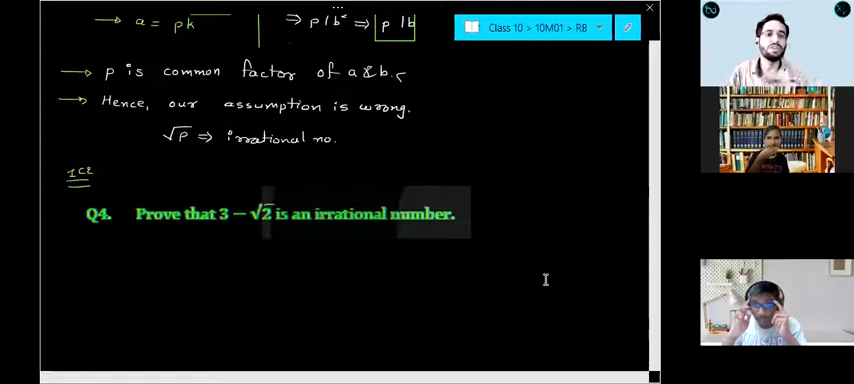 → a = pk ⇒ p | b² ⇒ p | b
Class 10 > 10M01 > RB
→ p is common factor of a & b.
→ Hence, our assumption is wrong.
√p ⇒ irrational no.
ICE
Q4. Prove that 3 − √2 is an irrational number.